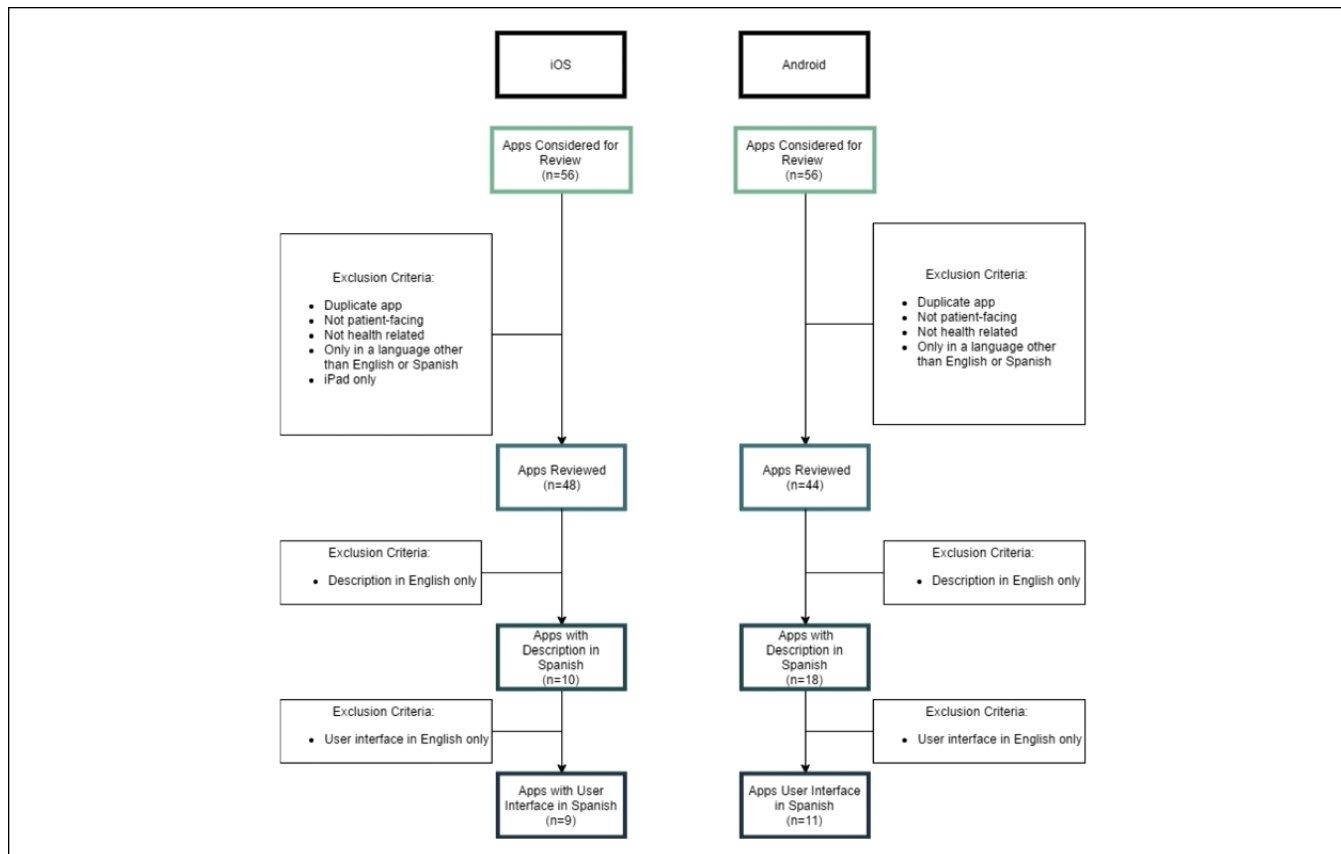 iOS
Android
Apps Considered for
Review
(n=56)
Apps Considered for
Review
(n=56)
Exclusion Criteria:
• Duplicate app
• Not patient-facing
• Not health related
• Only in a language other
than English or Spanish
• iPad only
Exclusion Criteria:
• Duplicate app
• Not patient-facing
• Not health related
• Only in a language other
than English or Spanish
Apps Reviewed
(n=48)
Apps Reviewed
(n=44)
Exclusion Criteria:
• Description in English only
Exclusion Criteria:
• Description in English only
Apps with
Description in
Spanish
(n=10)
Apps with
Description in
Spanish
(n=18)
Exclusion Criteria:
• User interface in English only
Exclusion Criteria:
• User interface in English only
Apps with User
Interface in Spanish
(n=9)
Apps User Interface
in Spanish
(n=11)